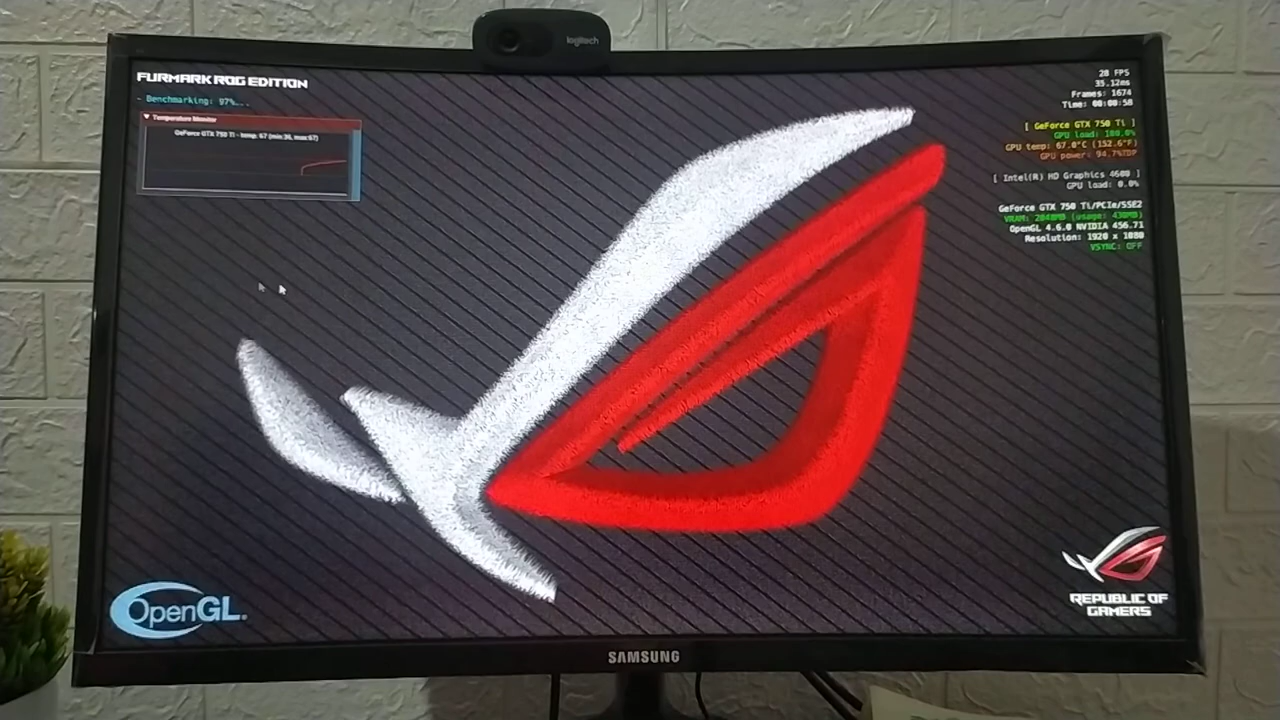 logitech
FURMARK ROG EDITION
- Benchmarking: 97%...
Temperature Monitor
GeForce GTX 750 Ti - temp: 67 (min:36, max:67)
28 FPS
35.12ms
Frames: 1674
Time: 00:00:58
[ GeForce GTX 750 Ti ]
GPU load: 100.0%
GPU temp: 67.0°C (152.6°F)
GPU power: 94.7%TDP
[ Intel(R) HD Graphics 4600 ]
GPU load: 0.0%
GeForce GTX 750 Ti/PCIe/SSE2
VRAM: 2048MB (usage: 430MB)
OpenGL 4.6.0 NVIDIA 456.71
Resolution: 1920 x 1080
VSYNC: OFF
OpenGL.
REPUBLIC OF
GAMERS
SAMSUNG